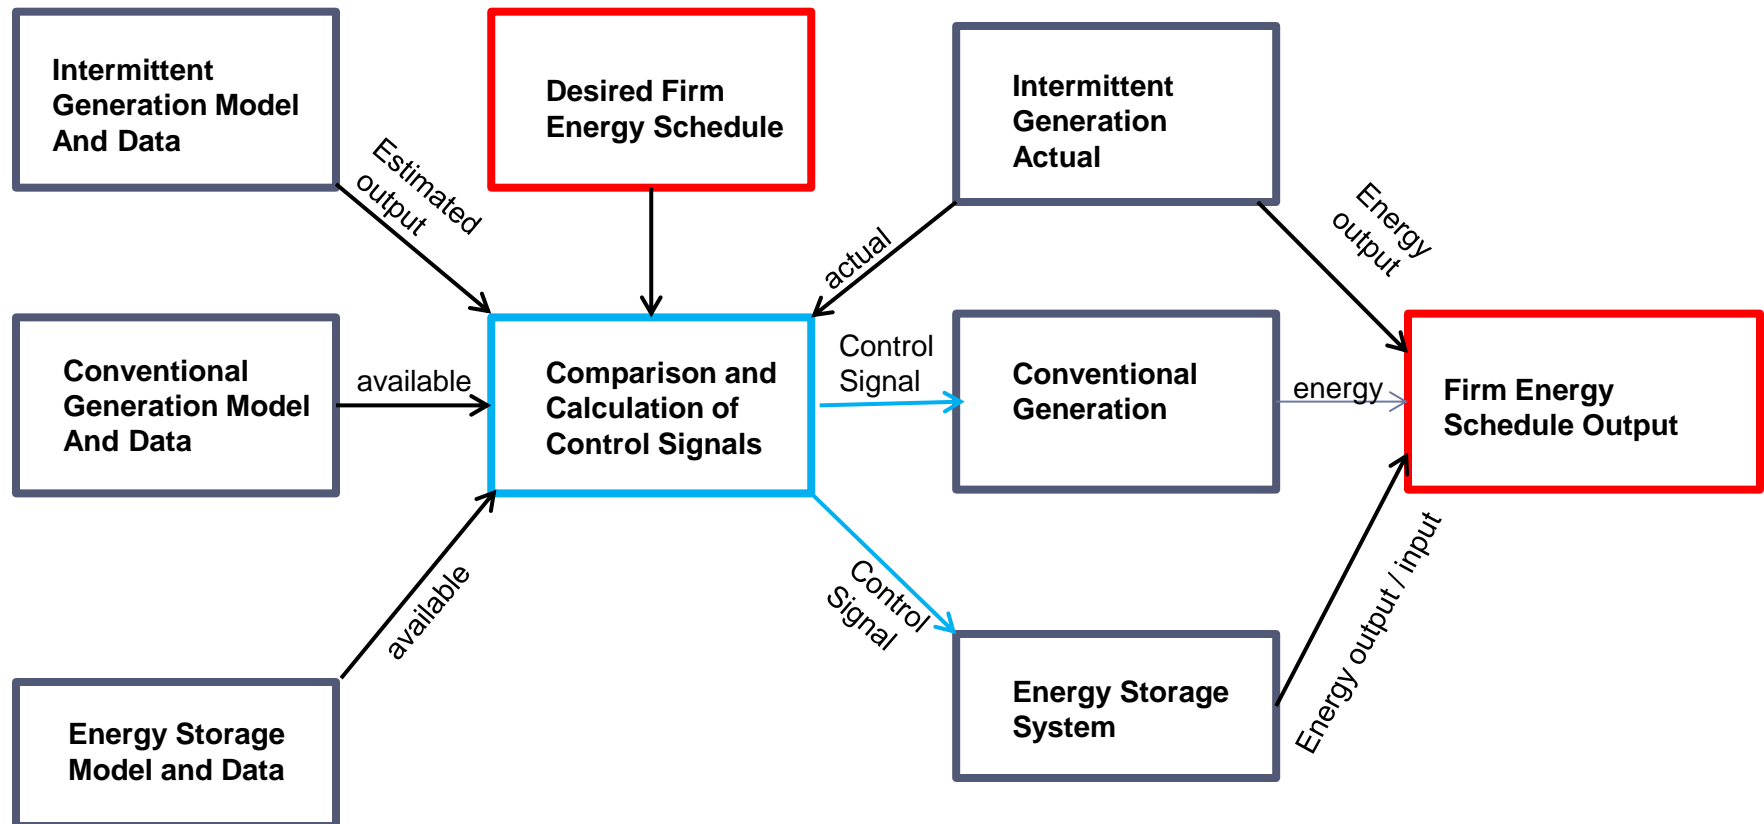 Intermittent
Generation Model
And Data
Desired Firm
Energy Schedule
Intermittent
Generation
Actual
Estimated
output
actual
Energy
output
Conventional
Generation Model
And Data
available
Comparison and
Calculation of
Control Signals
Control
Signal
Conventional
Generation
energy
Firm Energy
Schedule Output
available
Control
Signal
Energy output / input
Energy Storage
Model and Data
Energy Storage
System